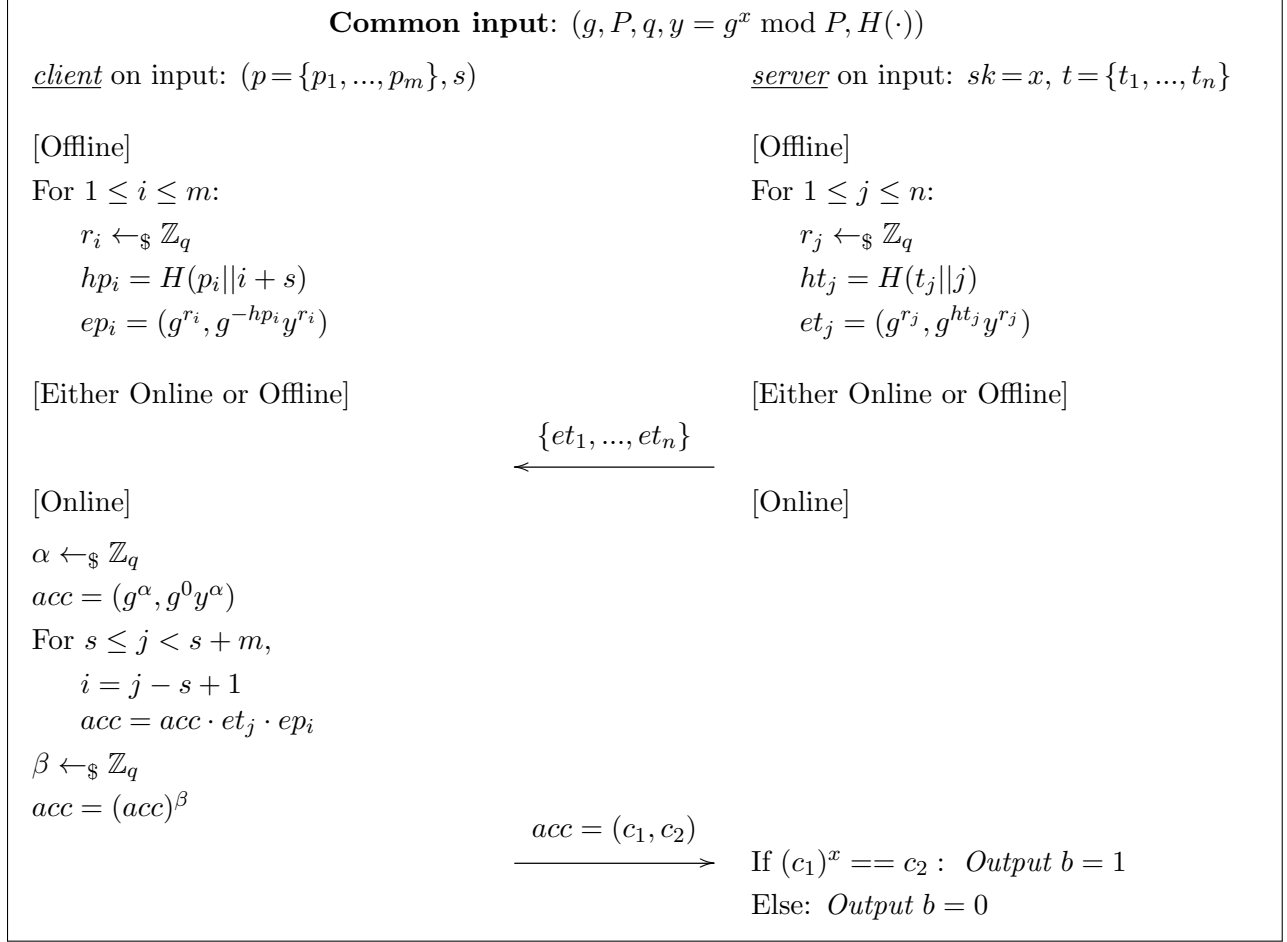 Common input: (g, P, q, y = g^x mod P, H(·))
client on input: (p = {p_1, ..., p_m}, s)
server on input: sk = x, t = {t_1, ..., t_n}
[Offline]
For 1 ≤ i ≤ m:
r_i ←_$ ℤ_q
hp_i = H(p_i||i + s)
ep_i = (g^{r_i}, g^{-hp_i}y^{r_i})
[Offline]
For 1 ≤ j ≤ n:
r_j ←_$ ℤ_q
ht_j = H(t_j||j)
et_j = (g^{r_j}, g^{ht_j}y^{r_j})
[Either Online or Offline]
[Either Online or Offline]
{et_1, ..., et_n}
[Online]
[Online]
α ←_$ ℤ_q
acc = (g^α, g^0y^α)
For s ≤ j < s + m,
i = j − s + 1
acc = acc · et_j · ep_i
β ←_$ ℤ_q
acc = (acc)^β
acc = (c_1, c_2)
If (c_1)^x == c_2 : Output b = 1
Else: Output b = 0